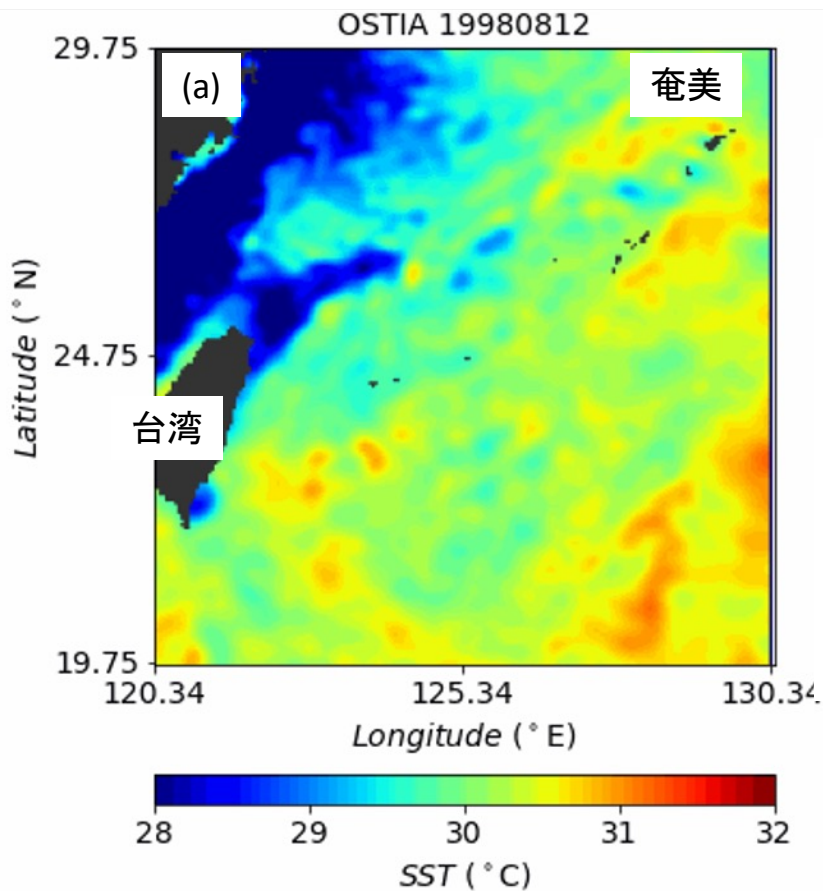 OSTIA 19980812
29.75
(a)
奄美
Latitude (°N)
24.75
台湾
19.75
120.34 125.34 130.34
Longitude (°E)
28 29 30 31 32
SST (°C)